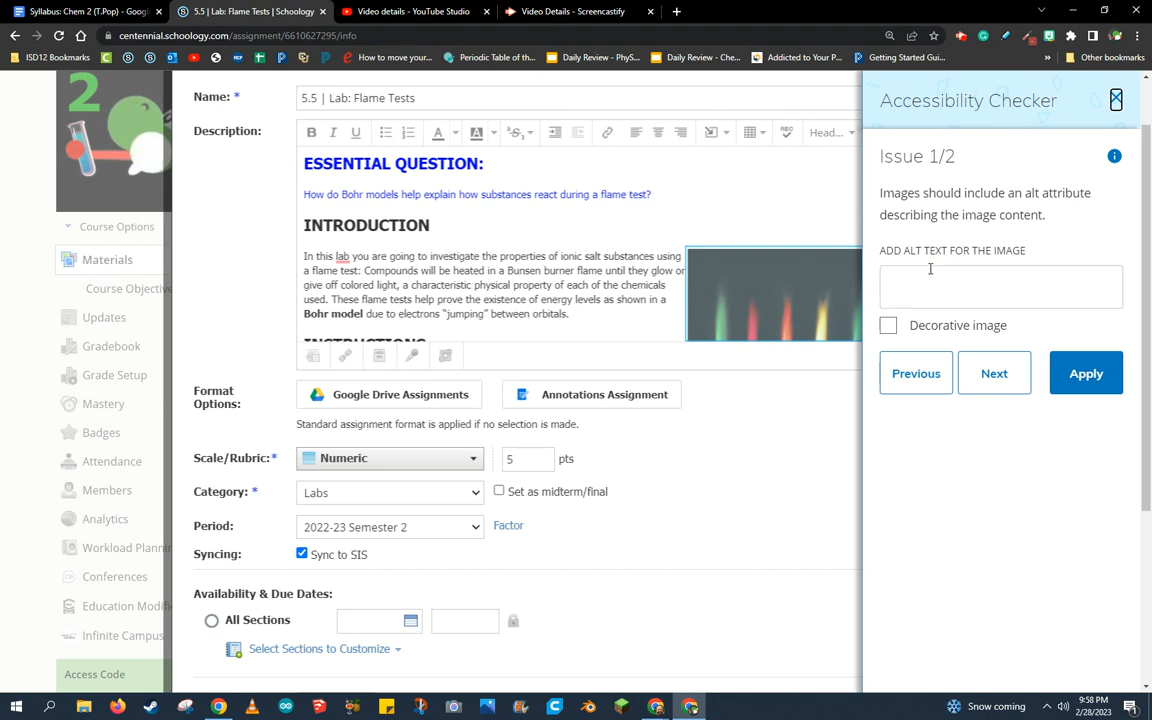 Syllabus: Chem 2 (T.Pop) - Goog
5.5 | Lab: Flame Tests | Schoology
Video details - YouTube Studio
Video Details - Screencastify
centennial.schoology.com/assignment/6610627295/info
ISD12 Bookmarks
How to move your...
Periodic Table of th...
Daily Review - PhyS...
Daily Review - Che...
Addicted to Your P...
Getting Started Gui...
»
Other bookmarks
2
Course Options
Materials
Course Objectiv
Updates
Gradebook
Grade Setup
Mastery
Badges
Attendance
Members
Analytics
Workload Plannin
Conferences
Education Modifi
Infinite Campus
Access Code
Name: *
5.5 | Lab: Flame Tests
Description:
B I U A A S Head...
ESSENTIAL QUESTION:
How do Bohr models help explain how substances react during a flame test?
INTRODUCTION
In this lab you are going to investigate the properties of ionic salt substances using
a flame test: Compounds will be heated in a Bunsen burner flame until they glow or
give off colored light, a characteristic physical property of each of the chemicals
used. These flame tests help prove the existence of energy levels as shown in a
Bohr model due to electrons "jumping" between orbitals.
INSTRUCTIONS
Format
Options:
Google Drive Assignments
Annotations Assignment
Standard assignment format is applied if no selection is made.
Scale/Rubric: *
Numeric
5
pts
Category: *
Labs
Set as midterm/final
Period:
2022-23 Semester 2
Factor
Syncing:
Sync to SIS
Availability & Due Dates:
All Sections
Select Sections to Customize
Accessibility Checker
Issue 1/2
Images should include an alt attribute
describing the image content.
ADD ALT TEXT FOR THE IMAGE
Decorative image
Previous
Next
Apply
Snow coming
9:58 PM
2/28/2023